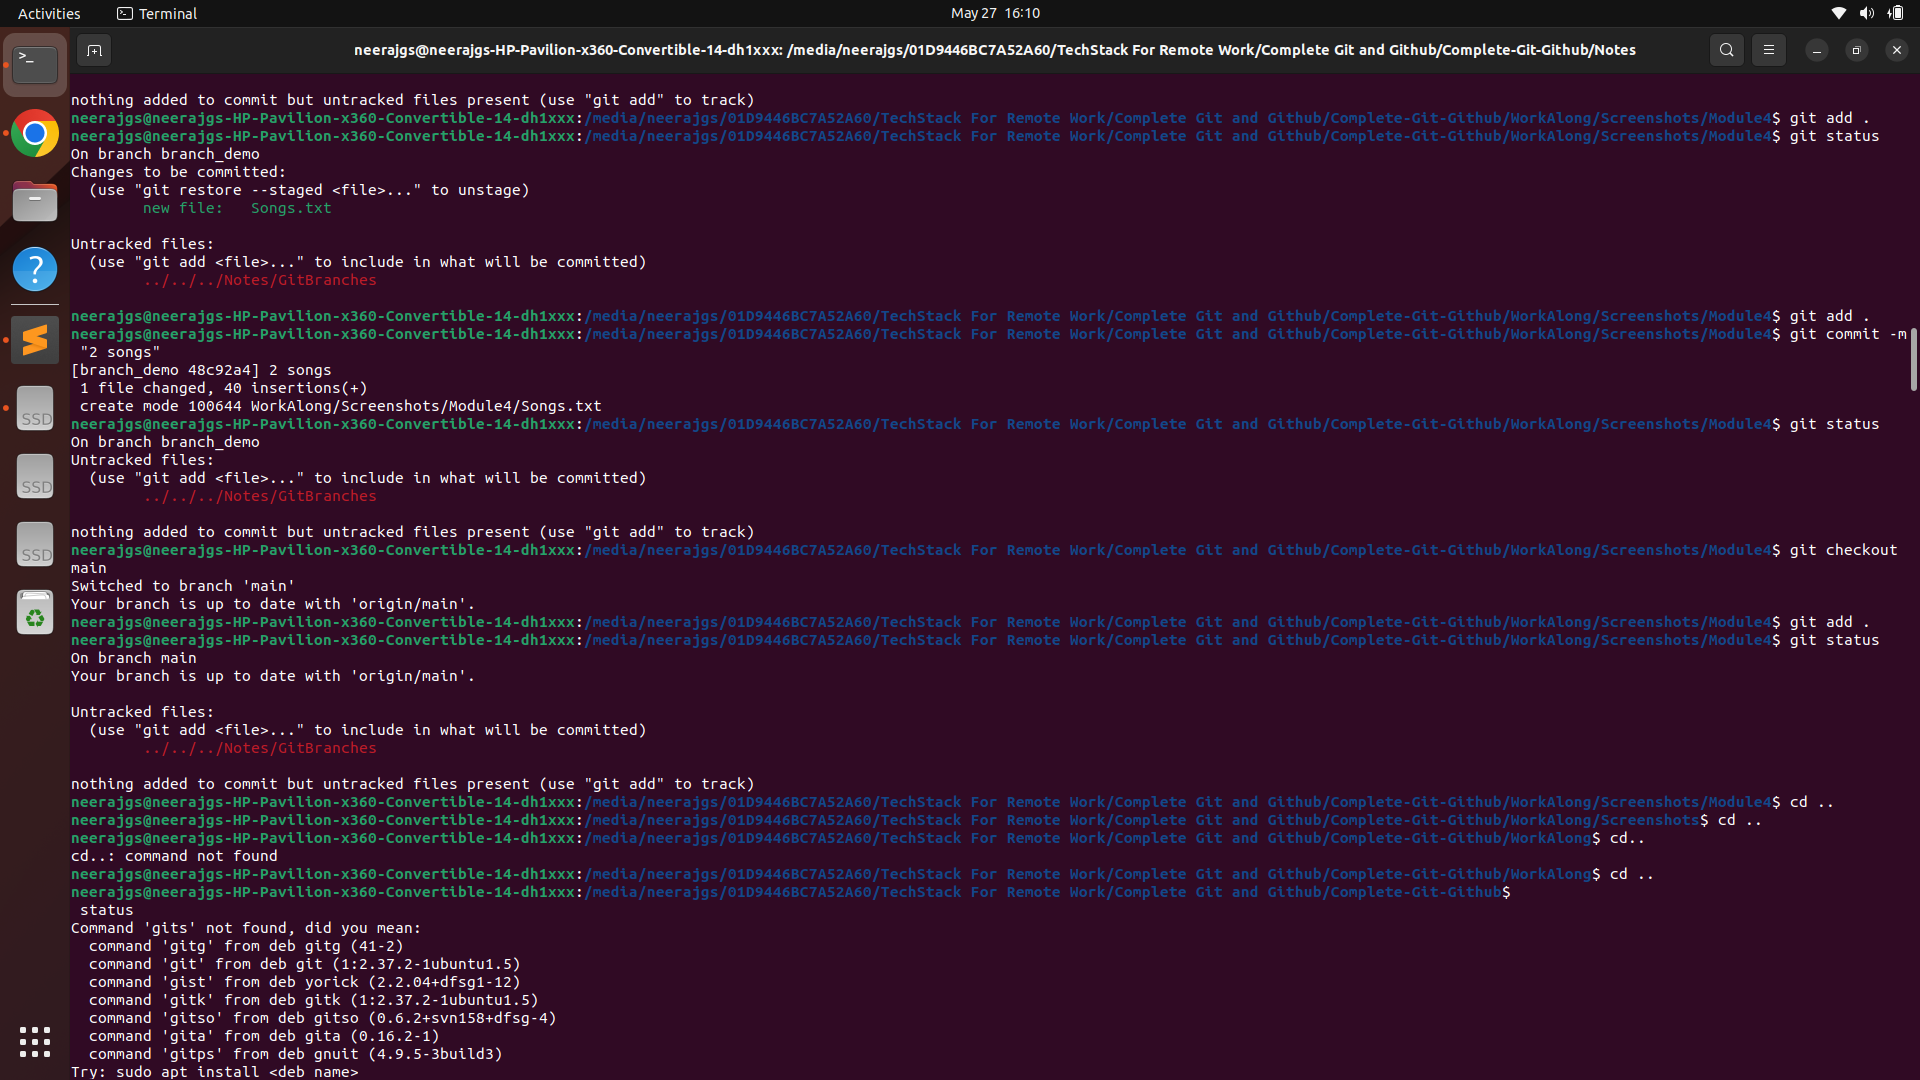 Activities
Terminal
May 27 16:10
neerajgs@neerajgs-HP-Pavilion-x360-Convertible-14-dh1xxx: /media/neerajgs/01D9446BC7A52A60/TechStack For Remote Work/Complete Git and Github/Complete-Git-Github/Notes
nothing added to commit but untracked files present (use "git add" to track)
neerajgs@neerajgs-HP-Pavilion-x360-Convertible-14-dh1xxx:/media/neerajgs/01D9446BC7A52A60/TechStack For Remote Work/Complete Git and Github/Complete-Git-Github/WorkAlong/Screenshots/Module4$ git add .
neerajgs@neerajgs-HP-Pavilion-x360-Convertible-14-dh1xxx:/media/neerajgs/01D9446BC7A52A60/TechStack For Remote Work/Complete Git and Github/Complete-Git-Github/WorkAlong/Screenshots/Module4$ git status
On branch branch_demo
Changes to be committed:
  (use "git restore --staged <file>..." to unstage)
        new file:   Songs.txt
Untracked files:
  (use "git add <file>..." to include in what will be committed)
        ../../../Notes/GitBranches
neerajgs@neerajgs-HP-Pavilion-x360-Convertible-14-dh1xxx:/media/neerajgs/01D9446BC7A52A60/TechStack For Remote Work/Complete Git and Github/Complete-Git-Github/WorkAlong/Screenshots/Module4$ git add .
neerajgs@neerajgs-HP-Pavilion-x360-Convertible-14-dh1xxx:/media/neerajgs/01D9446BC7A52A60/TechStack For Remote Work/Complete Git and Github/Complete-Git-Github/WorkAlong/Screenshots/Module4$ git commit -m
 "2 songs"
[branch_demo 48c92a4] 2 songs
 1 file changed, 40 insertions(+)
 create mode 100644 WorkAlong/Screenshots/Module4/Songs.txt
neerajgs@neerajgs-HP-Pavilion-x360-Convertible-14-dh1xxx:/media/neerajgs/01D9446BC7A52A60/TechStack For Remote Work/Complete Git and Github/Complete-Git-Github/WorkAlong/Screenshots/Module4$ git status
On branch branch_demo
Untracked files:
  (use "git add <file>..." to include in what will be committed)
        ../../../Notes/GitBranches
nothing added to commit but untracked files present (use "git add" to track)
neerajgs@neerajgs-HP-Pavilion-x360-Convertible-14-dh1xxx:/media/neerajgs/01D9446BC7A52A60/TechStack For Remote Work/Complete Git and Github/Complete-Git-Github/WorkAlong/Screenshots/Module4$ git checkout
main
Switched to branch 'main'
Your branch is up to date with 'origin/main'.
neerajgs@neerajgs-HP-Pavilion-x360-Convertible-14-dh1xxx:/media/neerajgs/01D9446BC7A52A60/TechStack For Remote Work/Complete Git and Github/Complete-Git-Github/WorkAlong/Screenshots/Module4$ git add .
neerajgs@neerajgs-HP-Pavilion-x360-Convertible-14-dh1xxx:/media/neerajgs/01D9446BC7A52A60/TechStack For Remote Work/Complete Git and Github/Complete-Git-Github/WorkAlong/Screenshots/Module4$ git status
On branch main
Your branch is up to date with 'origin/main'.
Untracked files:
  (use "git add <file>..." to include in what will be committed)
        ../../../Notes/GitBranches
nothing added to commit but untracked files present (use "git add" to track)
neerajgs@neerajgs-HP-Pavilion-x360-Convertible-14-dh1xxx:/media/neerajgs/01D9446BC7A52A60/TechStack For Remote Work/Complete Git and Github/Complete-Git-Github/WorkAlong/Screenshots/Module4$ cd ..
neerajgs@neerajgs-HP-Pavilion-x360-Convertible-14-dh1xxx:/media/neerajgs/01D9446BC7A52A60/TechStack For Remote Work/Complete Git and Github/Complete-Git-Github/WorkAlong/Screenshots$ cd ..
neerajgs@neerajgs-HP-Pavilion-x360-Convertible-14-dh1xxx:/media/neerajgs/01D9446BC7A52A60/TechStack For Remote Work/Complete Git and Github/Complete-Git-Github/WorkAlong$ cd..
cd..: command not found
neerajgs@neerajgs-HP-Pavilion-x360-Convertible-14-dh1xxx:/media/neerajgs/01D9446BC7A52A60/TechStack For Remote Work/Complete Git and Github/Complete-Git-Github/WorkAlong$ cd ..
neerajgs@neerajgs-HP-Pavilion-x360-Convertible-14-dh1xxx:/media/neerajgs/01D9446BC7A52A60/TechStack For Remote Work/Complete Git and Github/Complete-Git-Github$
 status
Command 'gits' not found, did you mean:
  command 'gitg' from deb gitg (41-2)
  command 'git' from deb git (1:2.37.2-1ubuntu1.5)
  command 'gist' from deb yorick (2.2.04+dfsg1-12)
  command 'gitk' from deb gitk (1:2.37.2-1ubuntu1.5)
  command 'gitso' from deb gitso (0.6.2+svn158+dfsg-4)
  command 'gita' from deb gita (0.16.2-1)
  command 'gitps' from deb gnuit (4.9.5-3build3)
Try: sudo apt install <deb name>
SSD
SSD
SSD